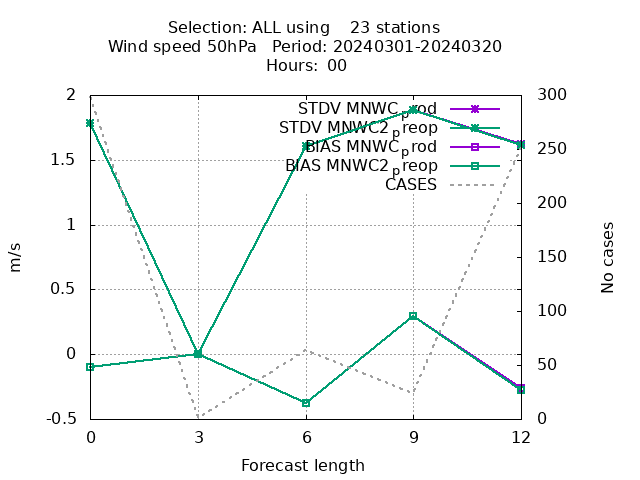 Selection: ALL using    23 stations
Wind speed 50hPa   Period: 20240301-20240320
Hours: 00
STDV MNWC_prod
STDV MNWC2_preop
BIAS MNWC_prod
BIAS MNWC2_preop
CASES
2
1.5
1
0.5
0
-0.5
300
250
200
150
100
50
0
m/s
No cases
0 3 6 9 12
Forecast length